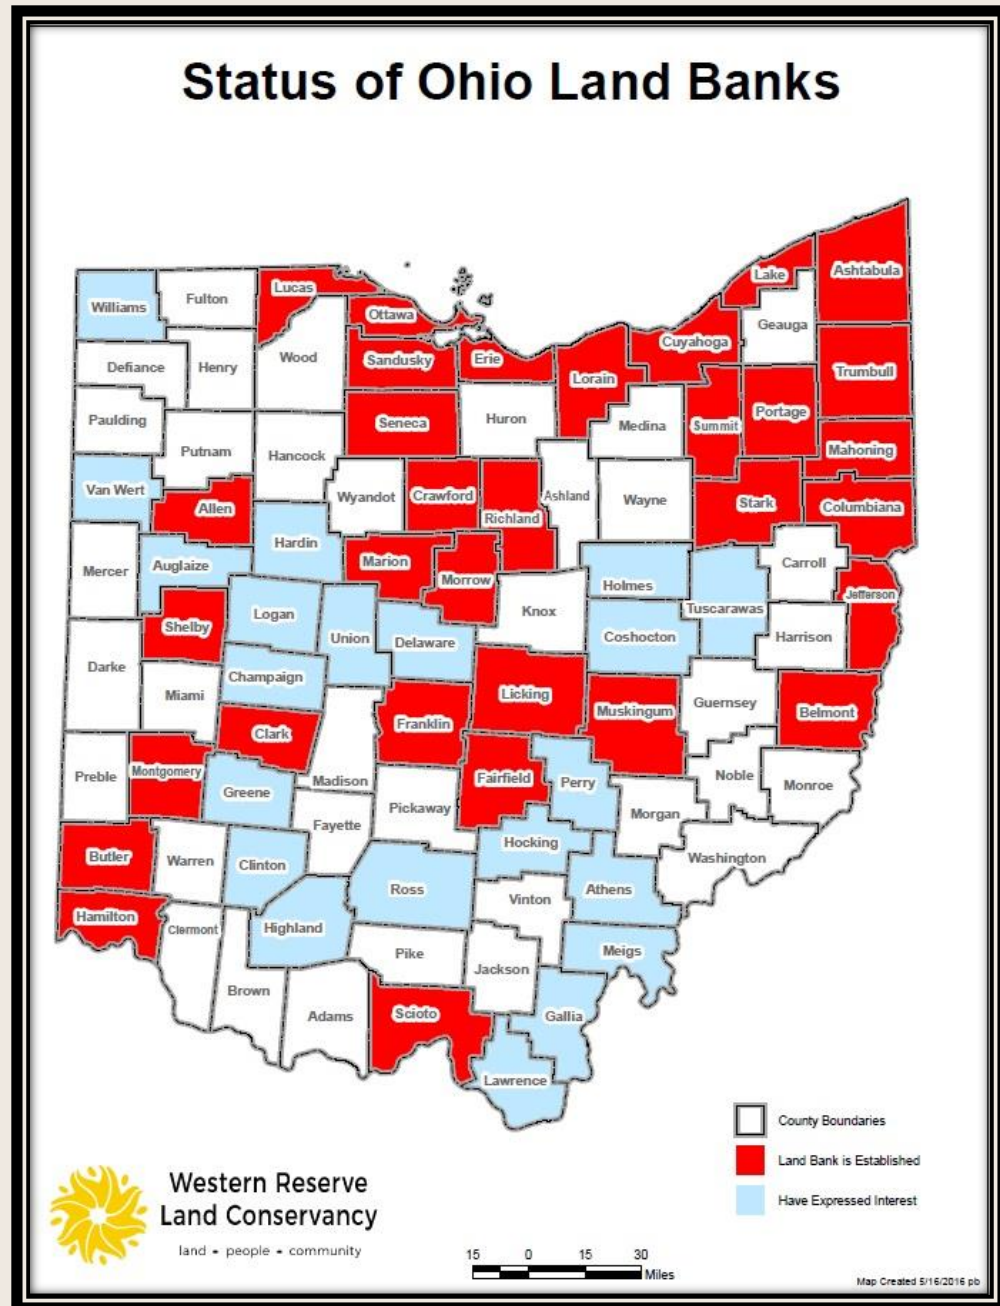 Status of Ohio Land Banks
Ashtabula
Lake
Lucas
Williams
Fulton
Ottawa
Geauga
Cuyahoga
Wood
Sandusky
Erie
Defiance
Henry
Trumbull
Lorain
Portage
Paulding
Seneca
Huron
Medina
Summit
Putnam
Hancock
Mahoning
Van Wert
Wyandot
Crawford
Ashland
Wayne
Stark
Columbiana
Allen
Richland
Hardin
Marion
Carroll
Auglaize
Mercer
Morrow
Holmes
Jefferson
Logan
Knox
Tuscarawas
Shelby
Union
Delaware
Coshocton
Harrison
Darke
Champaign
Miami
Licking
Guernsey
Muskingum
Belmont
Franklin
Clark
Preble
Montgomery
Madison
Fairfield
Perry
Noble
Monroe
Greene
Pickaway
Morgan
Fayette
Hocking
Butler
Warren
Clinton
Washington
Ross
Athens
Vinton
Hamilton
Clermont
Highland
Pike
Meigs
Jackson
Brown
Adams
Scioto
Gallia
Lawrence
County Boundaries
Land Bank is Established
Have Expressed Interest
Western Reserve
Land Conservancy
land • people • community
15 0 15 30
Miles
Map Created 5/16/2016 pb